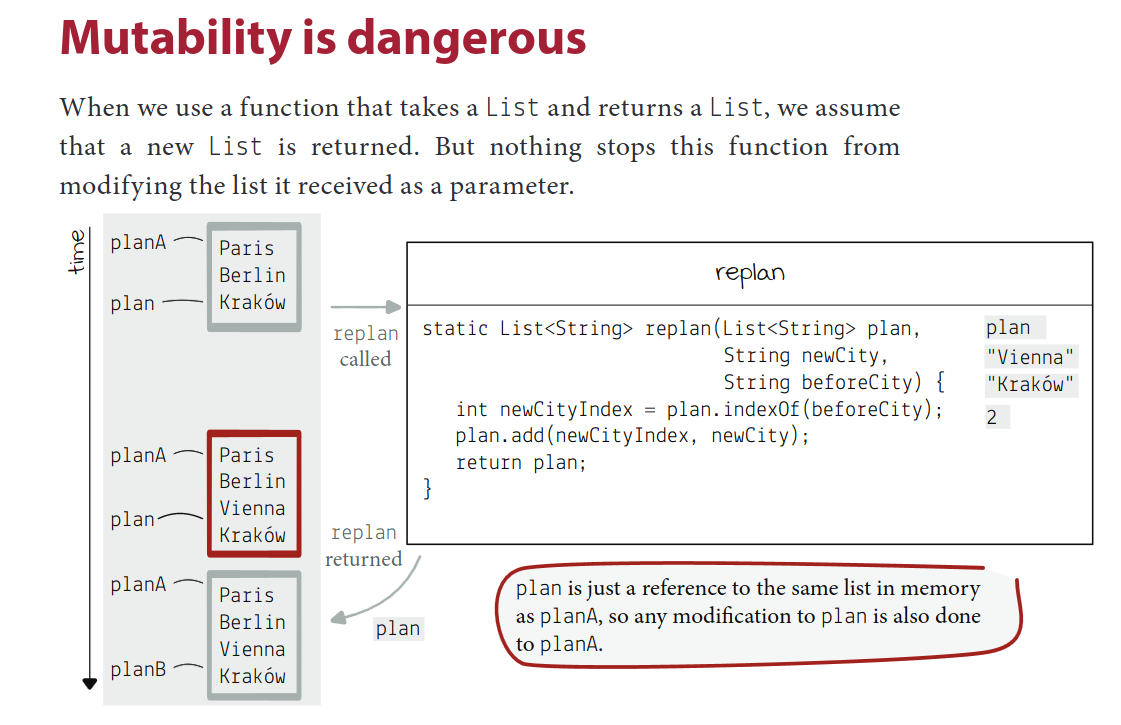 Mutability is dangerous
When we use a function that takes a List and returns a List, we assume
that a new List is returned. But nothing stops this function from
modifying the list it received as a parameter.
time
planA
plan
Paris
Berlin
Kraków
replan
called
replan
static List<String> replan(List<String> plan,
String newCity,
String beforeCity) {
int newCityIndex = plan.indexOf(beforeCity);
plan.add(newCityIndex, newCity);
return plan;
}
plan
"Vienna"
"Kraków"
2
planA
plan
Paris
Berlin
Vienna
Kraków
replan
returned
plan
planA
planB
Paris
Berlin
Vienna
Kraków
plan is just a reference to the same list in memory
as planA, so any modification to plan is also done
to planA.